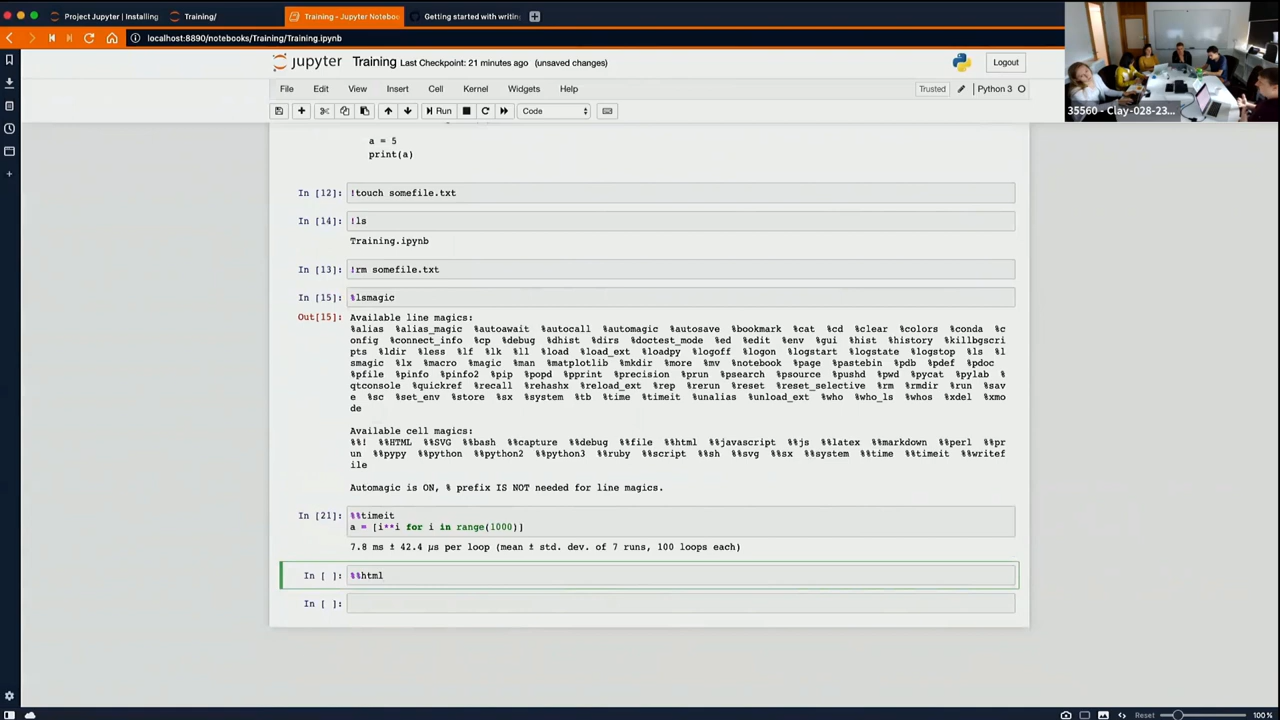 Project Jupyter | Installing
Training/
Training - Jupyter Noteboo
Getting started with writing
localhost:8890/notebooks/Training/Training.ipynb
jupyter
Training Last Checkpoint: 21 minutes ago (unsaved changes)
Logout
File Edit View Insert Cell Kernel Widgets Help
Trusted
Python 3
Run
Code
35560 - Clay-028-23...
a = 5
print(a)
In [12]: !touch somefile.txt
In [14]: !ls
Training.ipynb
In [13]: !rm somefile.txt
In [15]: %lsmagic
Out[15]: Available line magics:
%alias %alias_magic %autoawait %autocall %automagic %autosave %bookmark %cat %cd %clear %colors %conda %c
onfig %connect_info %cp %debug %dhist %dirs %doctest_mode %ed %edit %env %gui %hist %history %killbgscri
pts %ldir %less %lf %lk %ll %load %load_ext %loadpy %logoff %logon %logstart %logstate %logstop %ls %l
smagic %lx %macro %magic %man %matplotlib %mkdir %more %mv %notebook %page %pastebin %pdb %pdef %pdoc
%pfile %pinfo %pinfo2 %pip %popd %pprint %precision %prun %psearch %psource %pushd %pwd %pycat %pylab %
qtconsole %quickref %recall %rehashx %reload_ext %rep %rerun %reset %reset_selective %rm %rmdir %run %sav
e %sc %set_env %store %sx %system %tb %time %timeit %unalias %unload_ext %who %who_ls %whos %xdel %xmo
de
Available cell magics:
%%! %%HTML %%SVG %%bash %%capture %%debug %%file %%html %%javascript %%js %%latex %%markdown %%perl %%pr
un %%pypy %%python %%python2 %%python3 %%ruby %%script %%sh %%svg %%sx %%system %%time %%timeit %%writef
ile
Automagic is ON, % prefix IS NOT needed for line magics.
In [21]: %%timeit
a = [i**i for i in range(1000)]
7.8 ms ± 42.4 µs per loop (mean ± std. dev. of 7 runs, 100 loops each)
In [ ]: %%html
In [ ]:
Reset
100 %